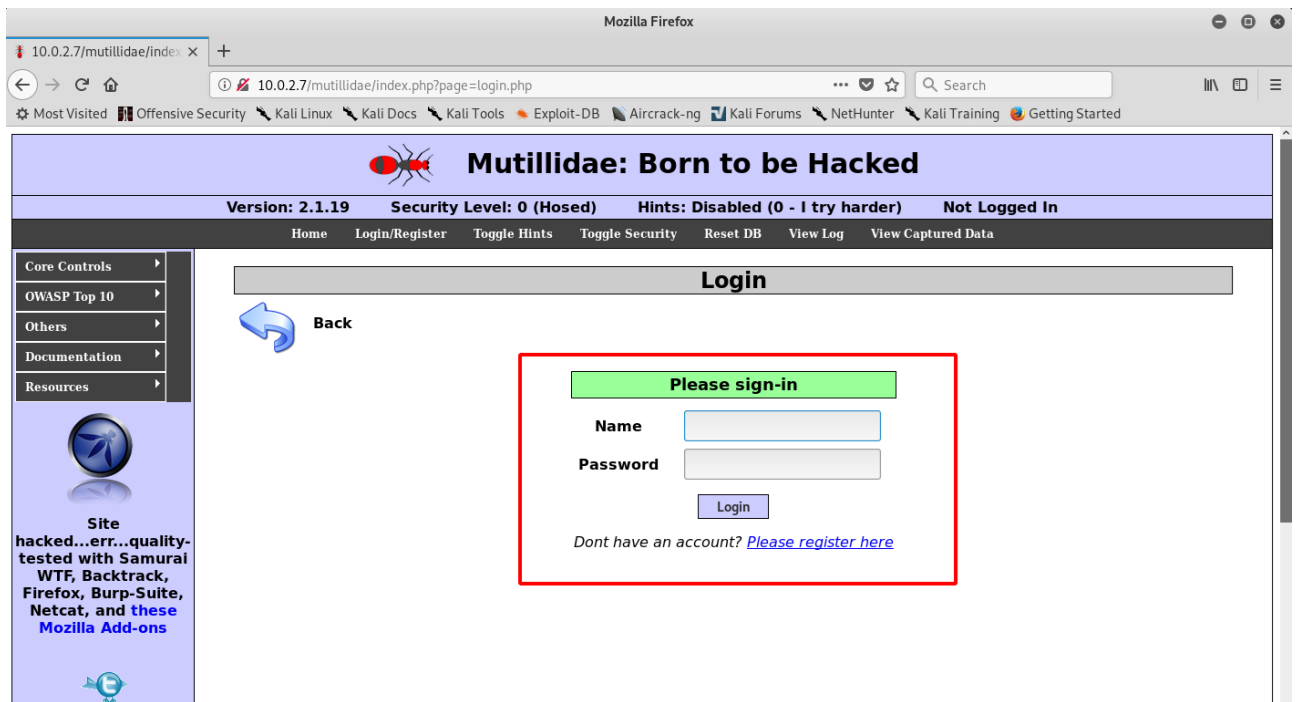 Mozilla Firefox
10.0.2.7/mutillidae/index
10.0.2.7/mutillidae/index.php?page=login.php
Search
Most Visited Offensive Security Kali Linux Kali Docs Kali Tools Exploit-DB Aircrack-ng Kali Forums NetHunter Kali Training Getting Started
Mutillidae: Born to be Hacked
Version: 2.1.19 Security Level: 0 (Hosed) Hints: Disabled (0 - I try harder) Not Logged In
Home Login/Register Toggle Hints Toggle Security Reset DB View Log View Captured Data
Core Controls
OWASP Top 10
Others
Documentation
Resources
Site
hacked...err...quality-
tested with Samurai
WTF, Backtrack,
Firefox, Burp-Suite,
Netcat, and these
Mozilla Add-ons
Login
Back
Please sign-in
Name
Password
Login
Dont have an account? Please register here